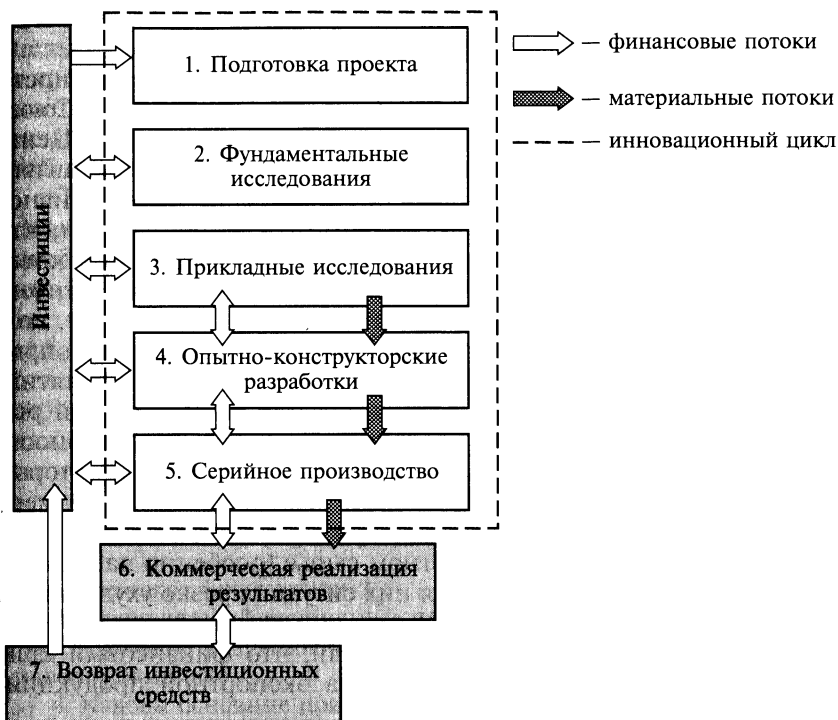 1. Подготовка проекта
2. Фундаментальные
исследования
3. Прикладные исследования
4. Опытно-конструкторские
разработки
5. Серийное производство
6. Коммерческая реализация
результатов
7. Возврат инвестиционных
средств
Инвестиции
— финансовые потоки
— материальные потоки
— инновационный цикл